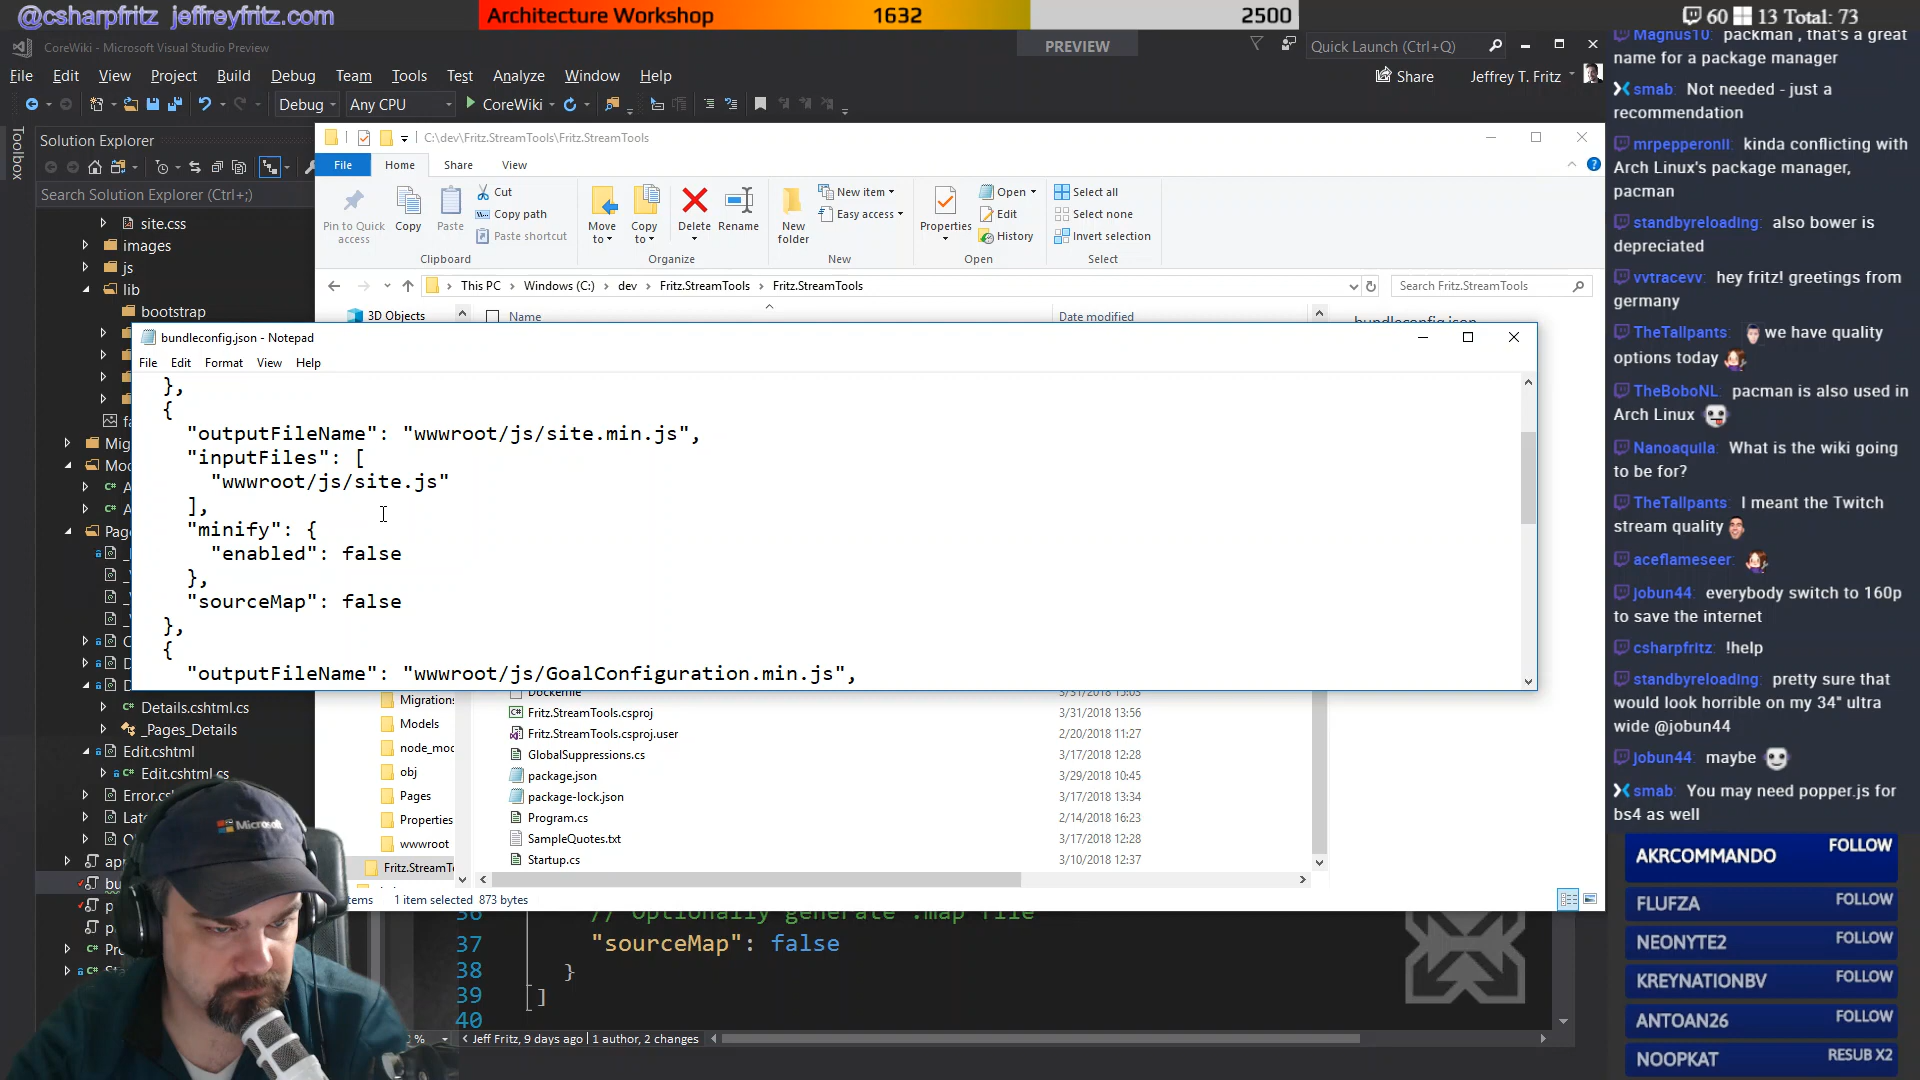 @csharpfritz jeffreyfritz.com
Architecture Workshop 1632 2500
60 13 Total: 73
CoreWiki - Microsoft Visual Studio Preview
PREVIEW
Quick Launch (Ctrl+Q)
File Edit View Project Build Debug Team Tools Test Analyze Window Help
Share
Jeffrey T. Fritz
Debug Any CPU CoreWiki
Toolbox
Solution Explorer
Search Solution Explorer (Ctrl+;)
site.css
images
js
lib
bootstrap
Mig
Mod
Page
Details.cshtml.cs
_Pages_Details
Edit.cshtml
Edit.cshtml.cs
C:\dev\Fritz.StreamTools\Fritz.StreamTools
File Home Share View
Pin to Quick access
Copy
Paste
Cut
Copy path
Paste shortcut
Clipboard
Move to
Copy to
Delete
Rename
Organize
New folder
New item
Easy access
New
Properties
Open
Edit
History
Open
Select all
Select none
Invert selection
Select
This PC Windows (C:) dev Fritz.StreamTools Fritz.StreamTools
Search Fritz.StreamTools
3D Objects
Name
Date modified
bundleconfig.json - Notepad
File Edit Format View Help
},
{
"outputFileName": "wwwroot/js/site.min.js",
"inputFiles": [
"wwwroot/js/site.js"
],
"minify": {
"enabled": false
},
"sourceMap": false
},
{
"outputFileName": "wwwroot/js/GoalConfiguration.min.js",
Migrations
Models
node_mod
obj
Pages
Properties
wwwroot
Fritz.StreamT
Fritz.StreamTools.csproj 3/31/2018 13:56
Fritz.StreamTools.csproj.user 2/20/2018 11:27
GlobalSuppressions.cs 3/17/2018 12:28
package.json 3/29/2018 10:45
package-lock.json 3/17/2018 13:34
Program.cs 2/14/2018 16:23
SampleQuotes.txt 3/17/2018 12:28
Startup.cs 3/10/2018 12:37
1 item selected 873 bytes
36 // Optionally generate .map file
37 "sourceMap": false
38 }
39 ]
40
Jeff Fritz, 9 days ago | 1 author, 2 changes
Microsoft
Magnus10: packman , that's a great
name for a package manager
smab: Not needed - just a
recommendation
mrpepperonII: kinda conflicting with
Arch Linux's package manager,
pacman
standbyreloading: also bower is
depreciated
vvtracevv: hey fritz! greetings from
germany
TheTallpants: we have quality
options today
TheBoboNL: pacman is also used in
Arch Linux
Nanoaquila: What is the wiki going
to be for?
TheTallpants: I meant the Twitch
stream quality
aceflameseer:
jobun44: everybody switch to 160p
to save the internet
csharpfritz: !help
standbyreloading: pretty sure that
would look horrible on my 34" ultra
wide @jobun44
jobun44: maybe
smab: You may need popper.js for
bs4 as well
AKRCOMMANDO FOLLOW
FLUFZA FOLLOW
NEONYTE2 FOLLOW
KREYNATIONBV FOLLOW
ANTOAN26 FOLLOW
NOOPKAT RESUB X2